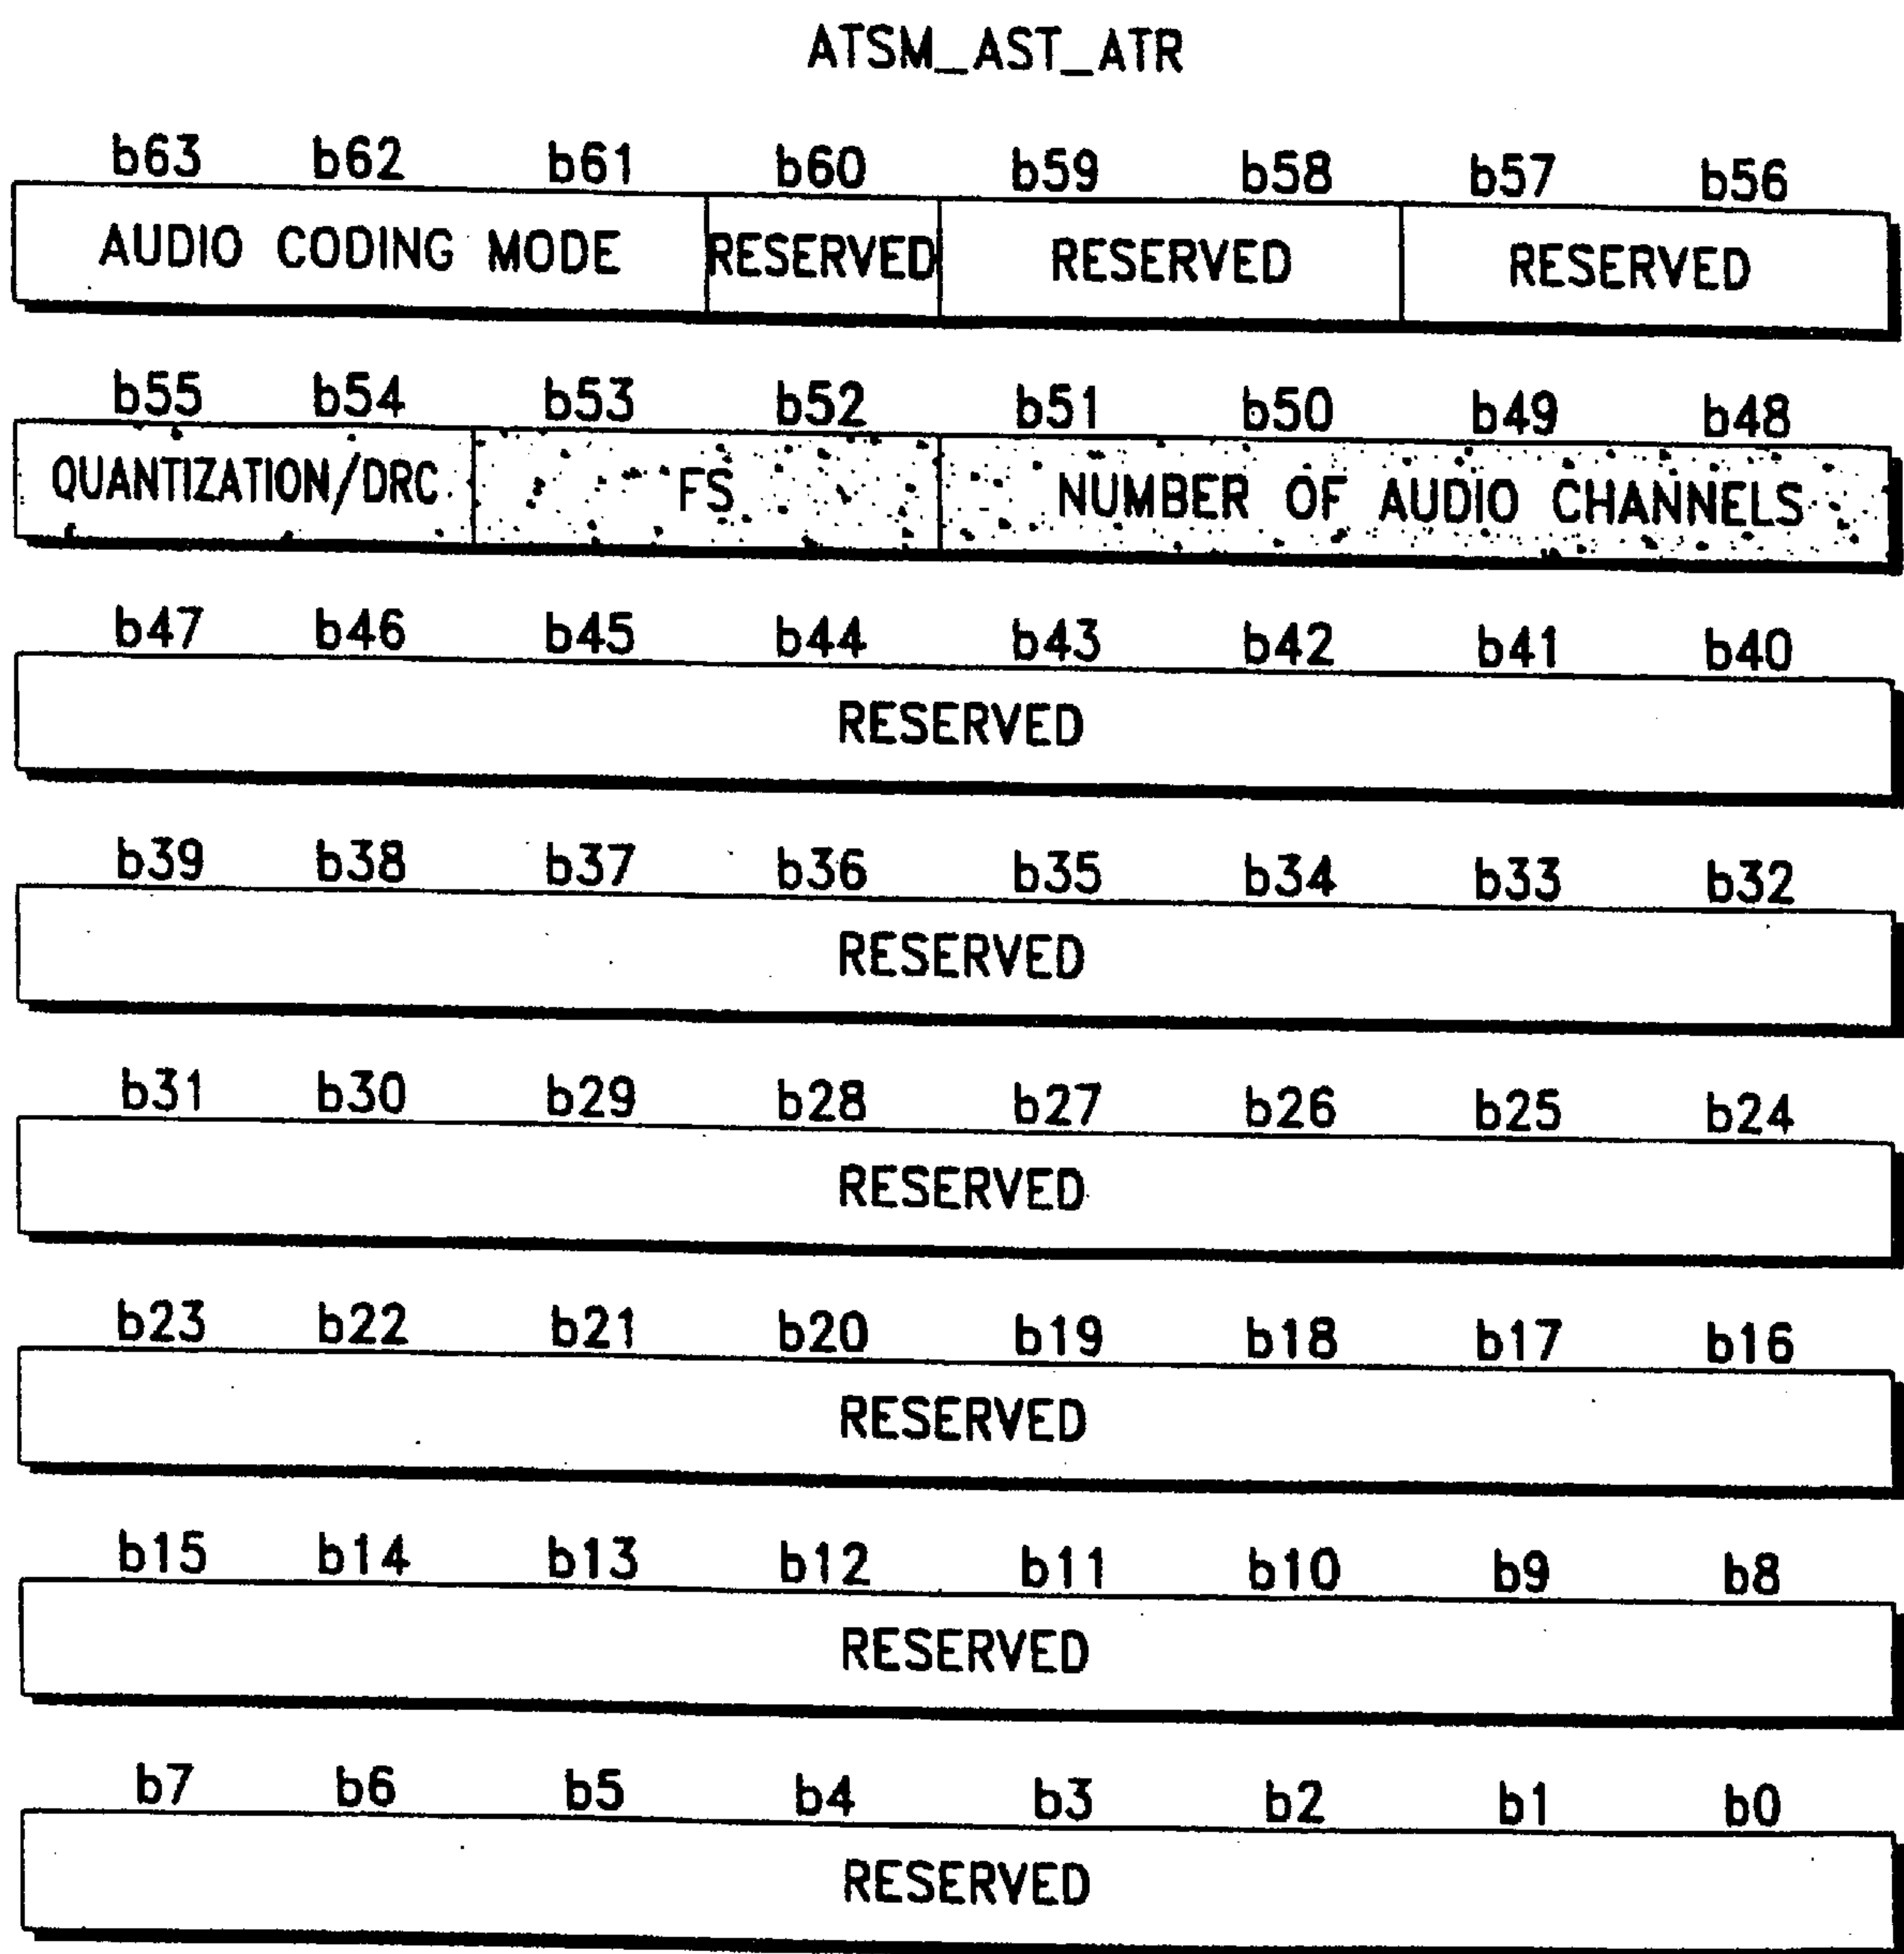 ATSM_AST_ATR
b63 b62 b61 b60 b59 b58 b57 b56
AUDIO CODING MODE RESERVED RESERVED RESERVED
b55 b54 b53 b52 b51 b50 b49 b48
QUANTIZATION/DRC FS NUMBER OF AUDIO CHANNELS
b47 b46 b45 b44 b43 b42 b41 b40
RESERVED
b39 b38 b37 b36 b35 b34 b33 b32
RESERVED
b31 b30 b29 b28 b27 b26 b25 b24
RESERVED
b23 b22 b21 b20 b19 b18 b17 b16
RESERVED
b15 b14 b13 b12 b11 b10 b9 b8
RESERVED
b7 b6 b5 b4 b3 b2 b1 b0
RESERVED